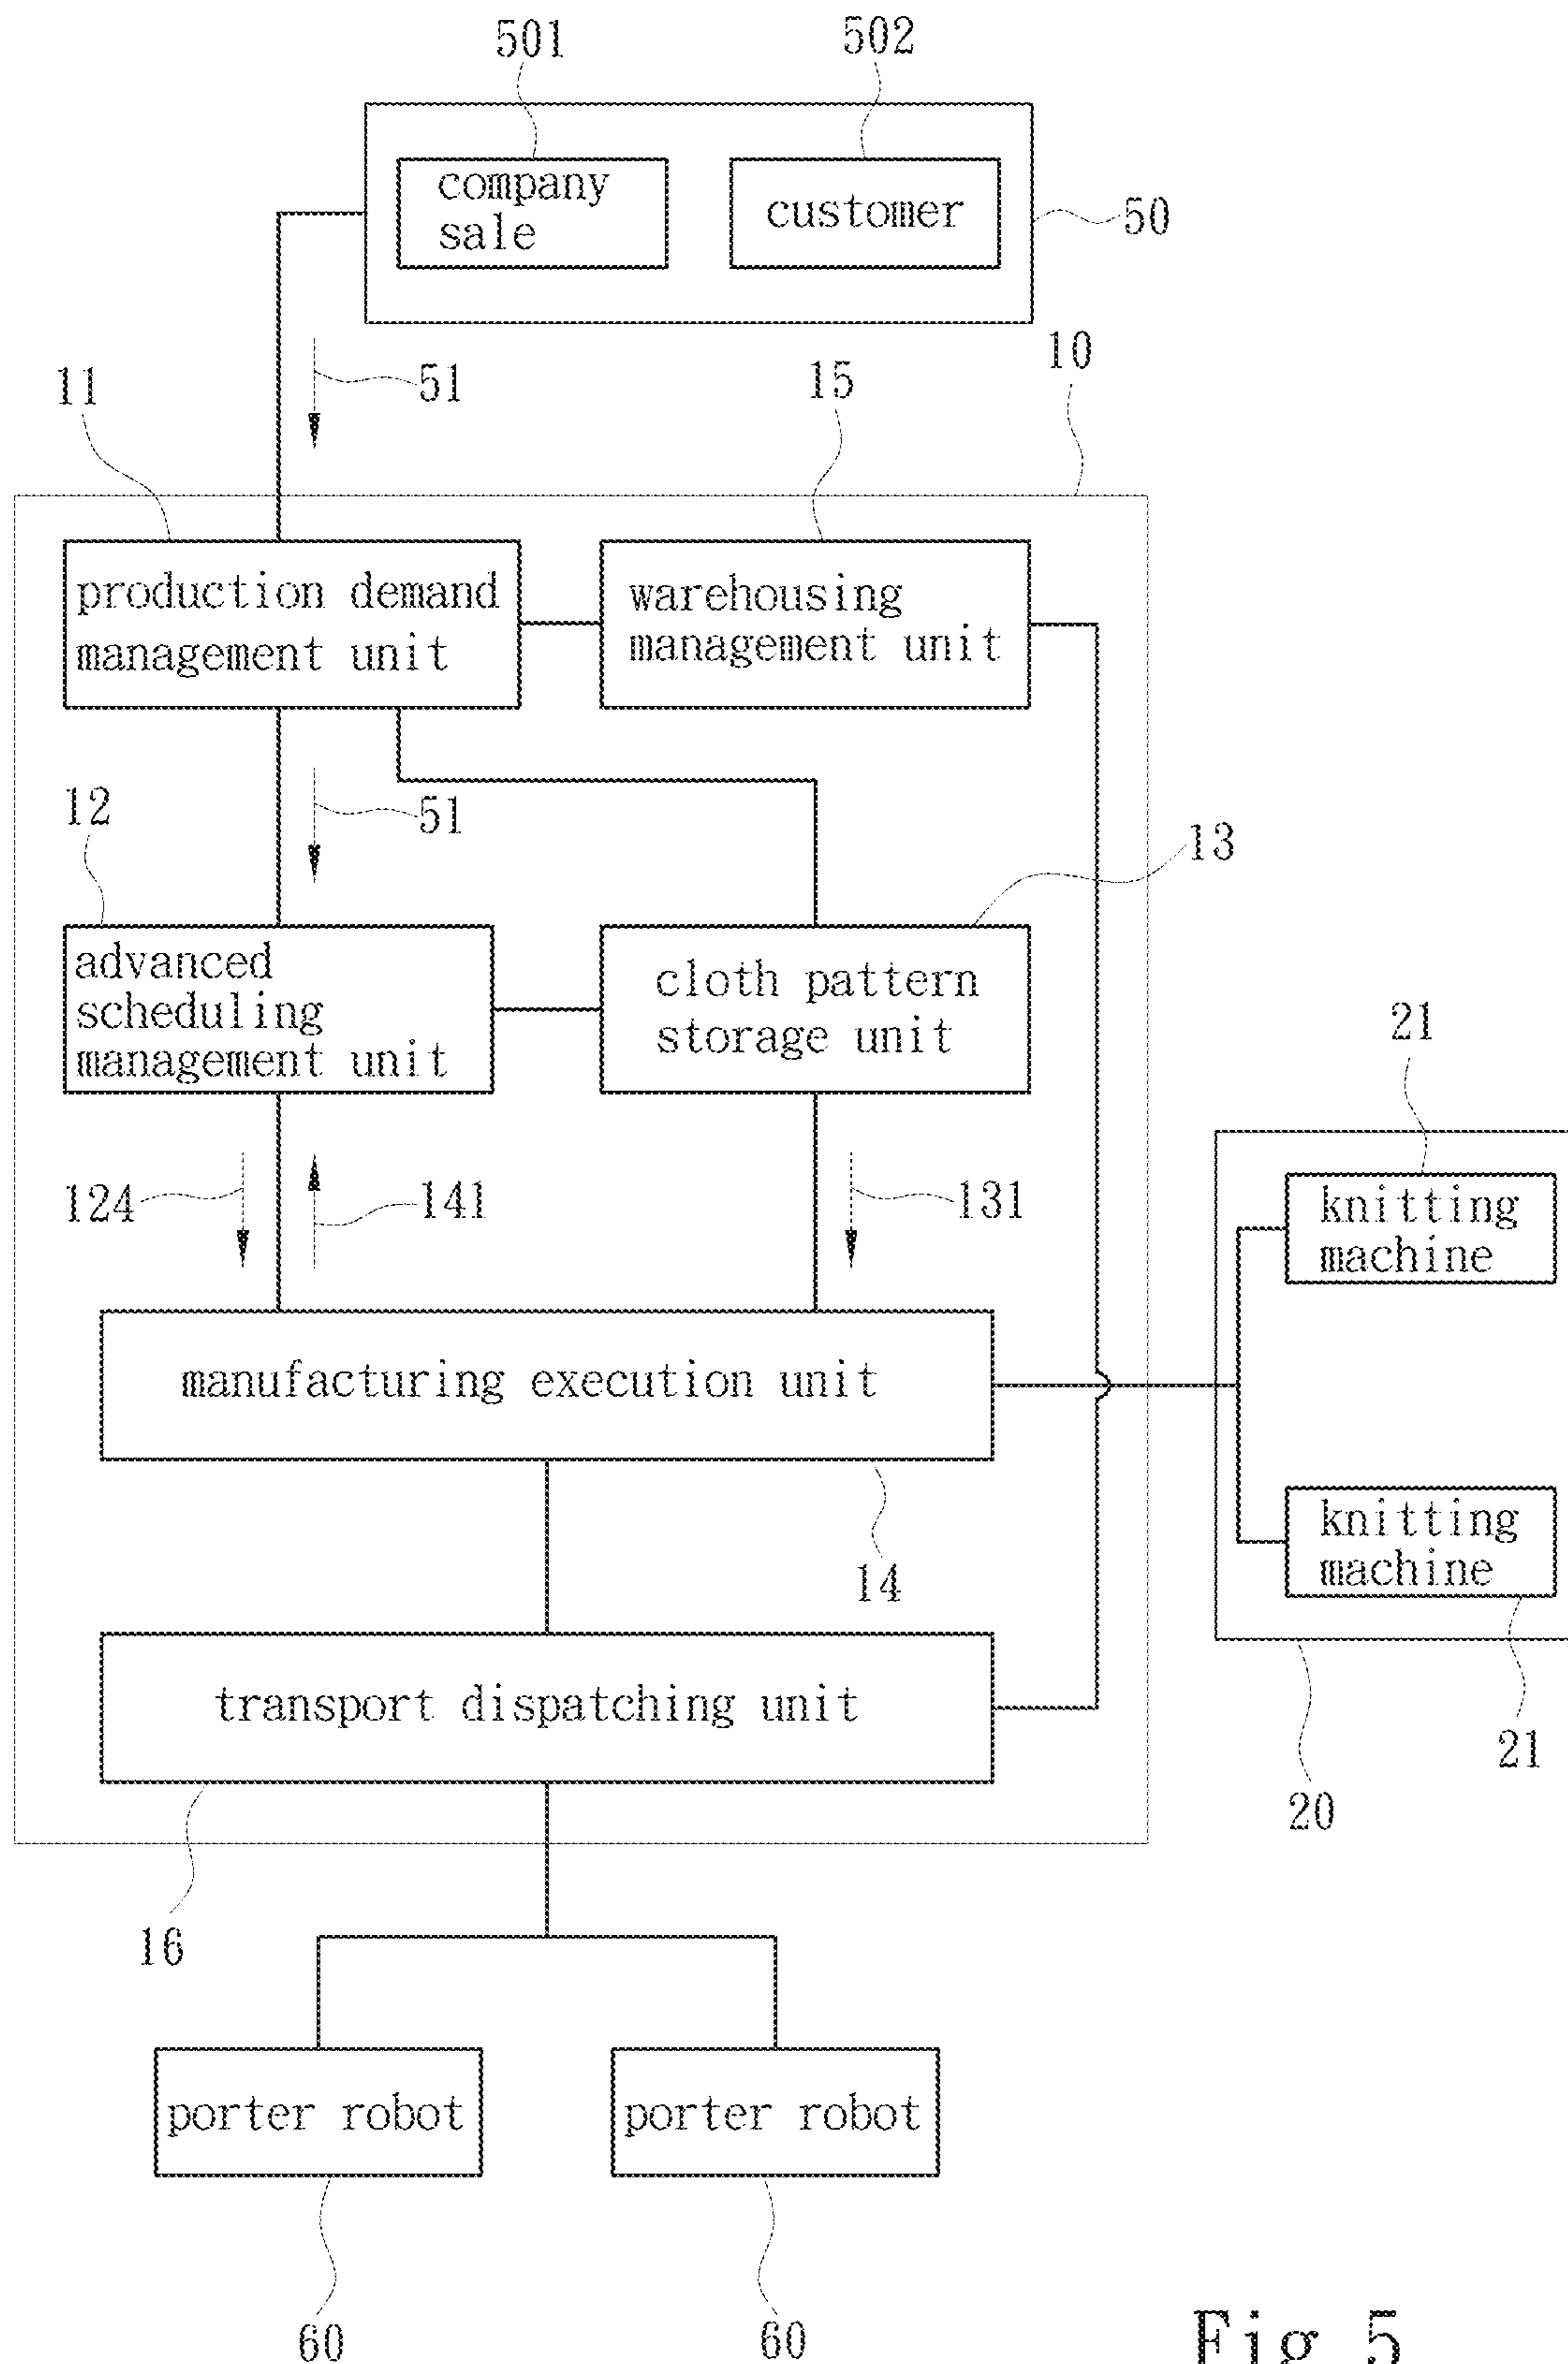 501
502
company
sale
customer
50
10
11
51
15
production demand
management unit
warehousing
management unit
12
51
13
advanced
scheduling
management unit
cloth pattern
storage unit
21
124
141
131
knitting
machine
manufacturing execution unit
knitting
machine
14
transport dispatching unit
21
20
16
porter robot
porter robot
60
60
Fig 5